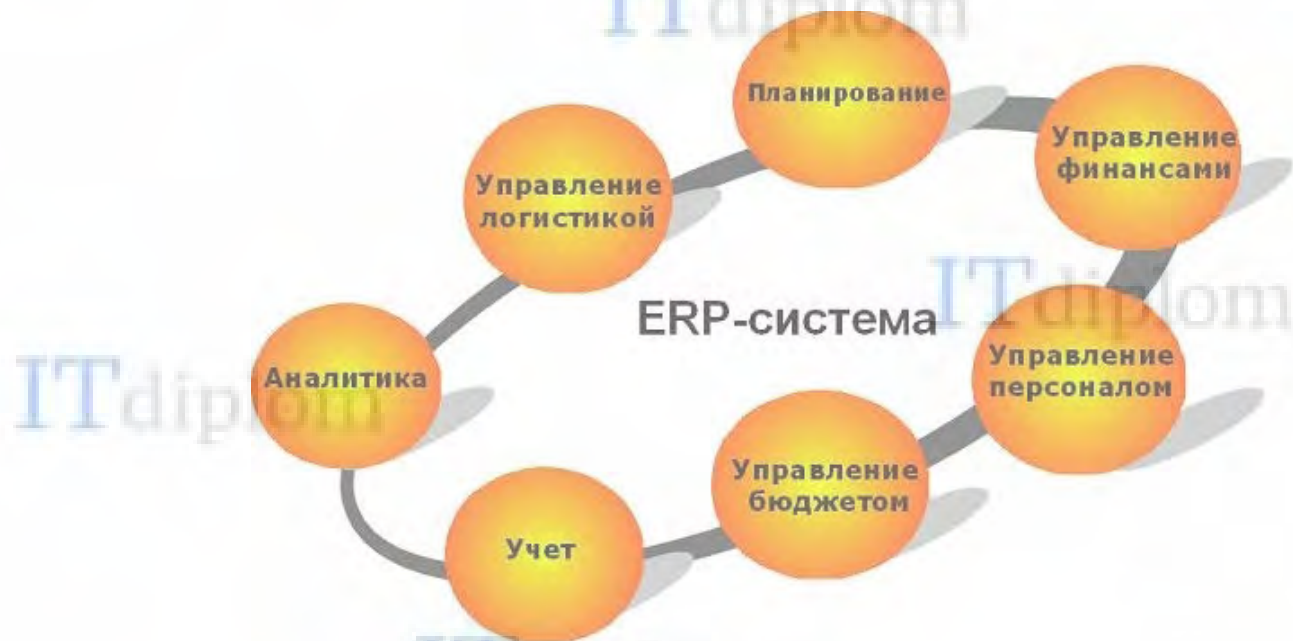 ITdiplom
Планирование
Управление
финансами
Управление
логистикой
ERP-система
ITdiplom
Управление
персоналом
Аналитика
ITdiplom
Управление
бюджетом
Учет